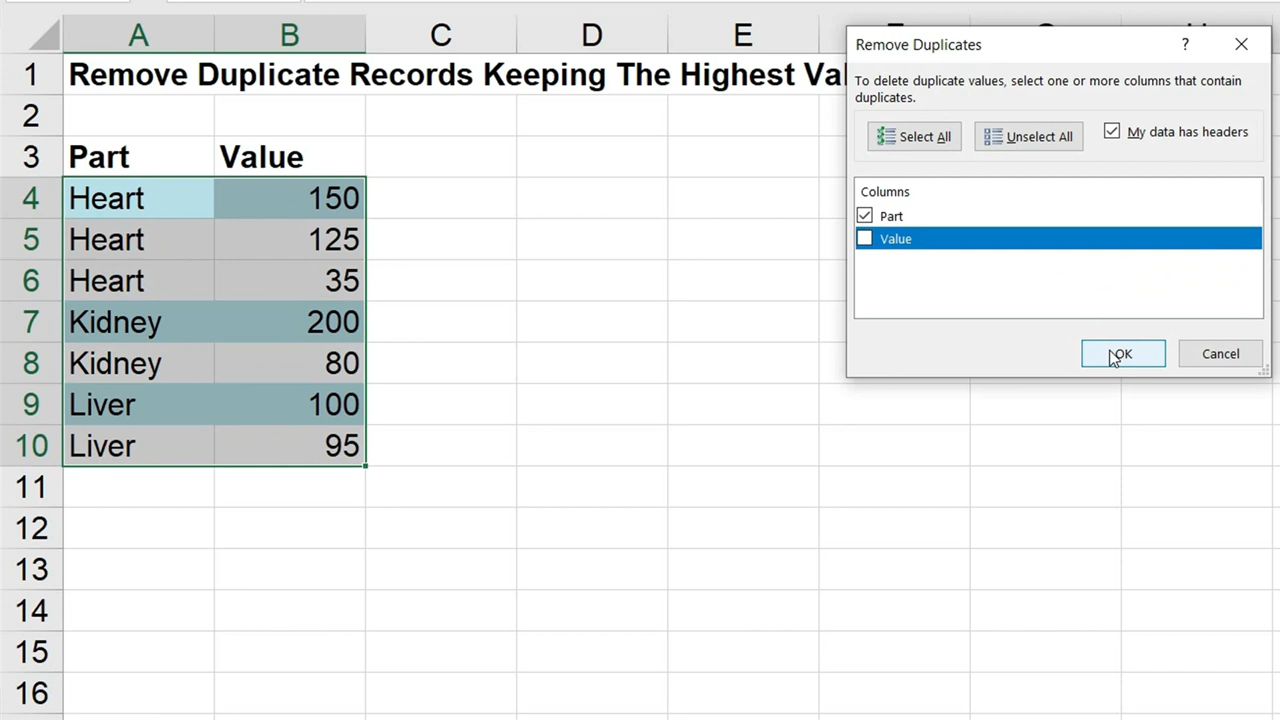 A B C D E
1 Remove Duplicate Records Keeping The Highest
2
3 Part Value
4 Heart 150
5 Heart 125
6 Heart 35
7 Kidney 200
8 Kidney 80
9 Liver 100
10 Liver 95
11
12
13
14
15
16
Remove Duplicates ?
To delete duplicate values, select one or more columns that contain
duplicates.
Select All Unselect All My data has headers
Columns
Part
Value
OK Cancel